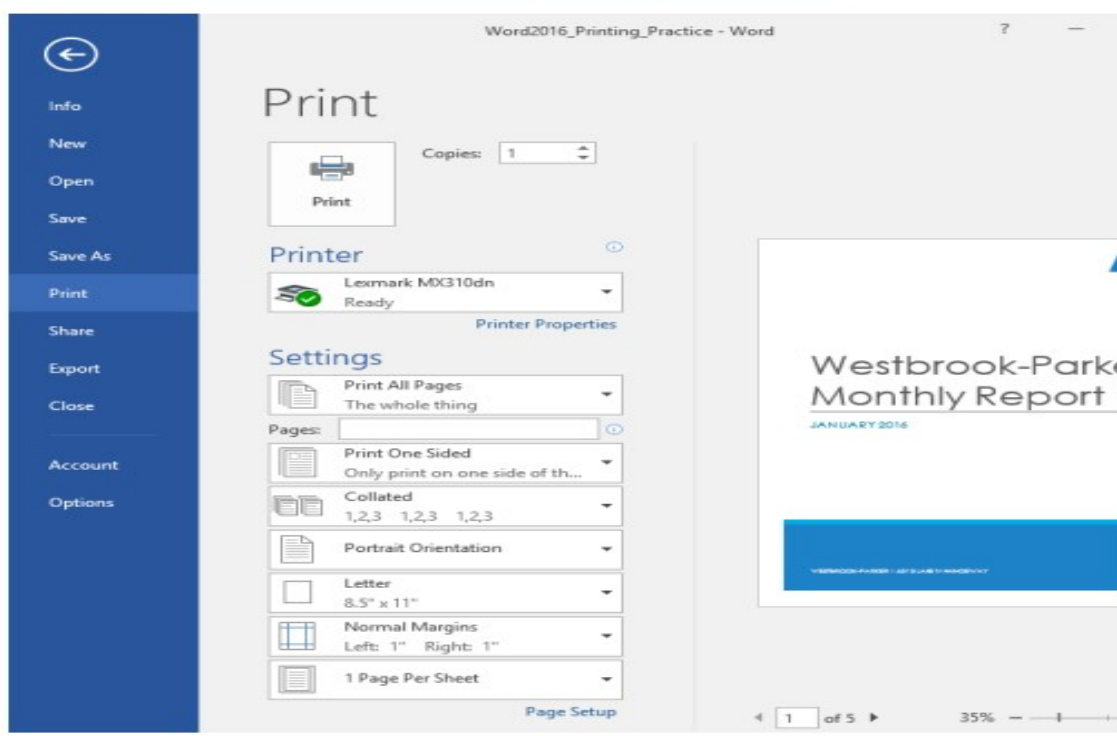 Word2016_Printing_Practice - Word
?
Info
New
Open
Save
Save As
Print
Share
Export
Close
Account
Options
Print
Copies: 1
Print
Printer
Lexmark MX310dn
Ready
Printer Properties
Settings
Print All Pages
The whole thing
Pages:
Print One Sided
Only print on one side of th...
Collated
1,2,3 1,2,3 1,2,3
Portrait Orientation
Letter
8.5" x 11"
Normal Margins
Left: 1" Right: 1"
1 Page Per Sheet
Page Setup
Westbrook-Parke
Monthly Report
JANUARY 2016
1 of 5
35%